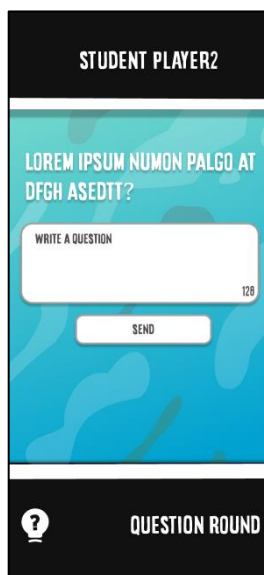 STUDENT PLAYER2
LOREM IPSUM NUMON PALGO AT
DFGH ASEDTT?
WRITE A QUESTION
128
SEND
?
QUESTION ROUND